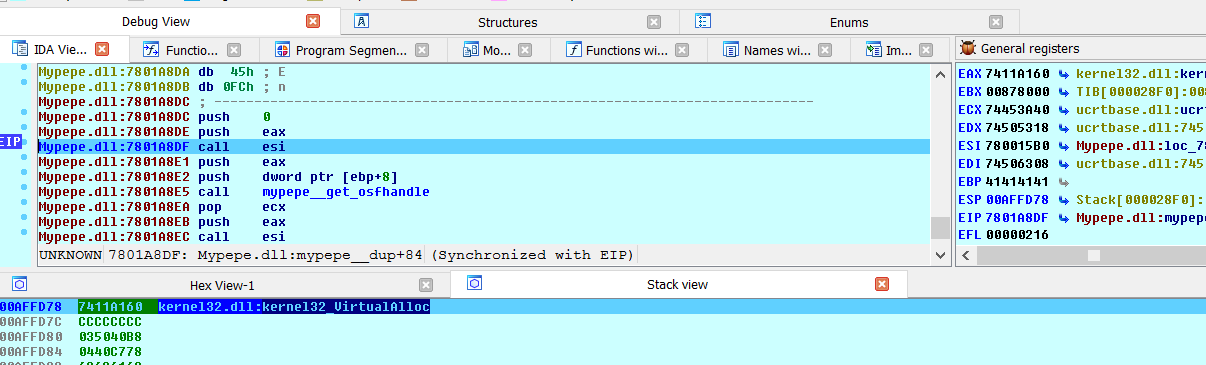 Debug View Structures Enums
IDA Vie... Functio... Program Segmen... Mo... Functions wi... Names wi... Im... General registers
Mypepe.dll:7801A8DA db 45h ; E
Mypepe.dll:7801A8DB db 0FCh ; n
Mypepe.dll:7801A8DC ; ---------------------------------------------------------------------------
Mypepe.dll:7801A8DC push 0
Mypepe.dll:7801A8DE push eax
EIP Mypepe.dll:7801A8DF call esi
Mypepe.dll:7801A8E1 push eax
Mypepe.dll:7801A8E2 push dword ptr [ebp+8]
Mypepe.dll:7801A8E5 call mypepe__get_osfhandle
Mypepe.dll:7801A8EA pop ecx
Mypepe.dll:7801A8EB push eax
Mypepe.dll:7801A8EC call esi
UNKNOWN 7801A8DF: Mypepe.dll:mypepe__dup+84 (Synchronized with EIP)
EAX 7411A160 kernel32.dll:ker
EBX 00878000 TIB[000028F0]:00
ECX 74453A40 ucrtbase.dll:ucr
EDX 74505318 ucrtbase.dll:745
ESI 780015B0 Mypepe.dll:loc_78
EDI 74506308 ucrtbase.dll:745
EBP 41414141
ESP 00AFFD78 Stack[000028F0]:
EIP 7801A8DF Mypepe.dll:mypep
EFL 00000216
Hex View-1 Stack view
00AFFD78 7411A160 kernel32.dll:kernel32_VirtualAlloc
00AFFD7C CCCCCCCC
00AFFD80 035040B8
00AFFD84 0440C778